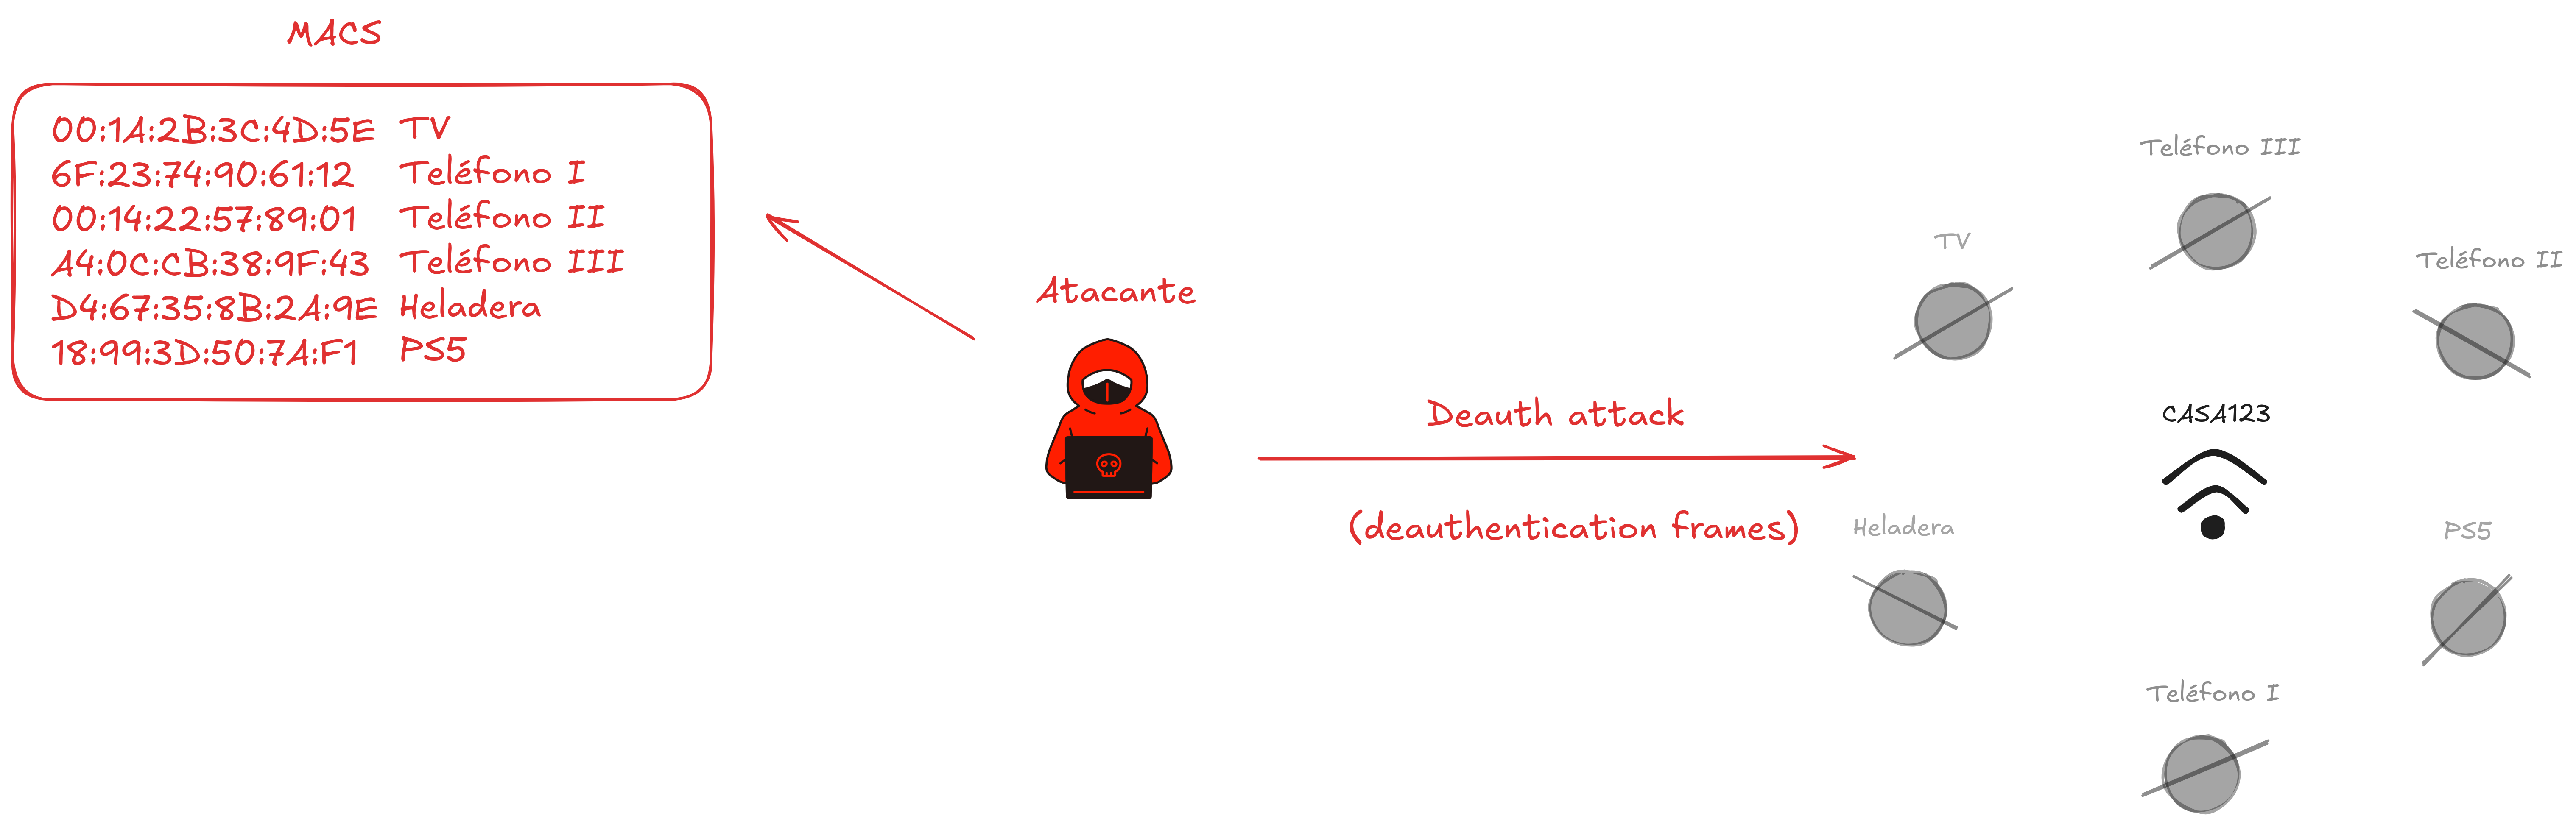 MACS
00:1A:2B:3C:4D:5E TV
6F:23:74:90:61:12 Teléfono I
00:14:22:57:89:01 Teléfono II
A4:0C:CB:38:9F:43 Teléfono III
D4:67:35:8B:2A:9E Heladera
18:99:3D:50:7A:F1 PS5
Atacante
Deauth attack
(deauthentication frames)
Teléfono III
TV
Teléfono II
CASA123
Heladera
PS5
Teléfono I